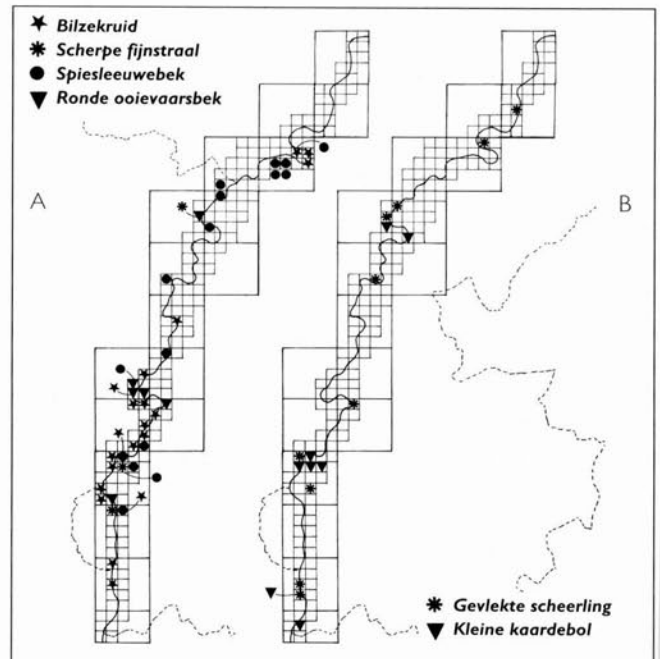 Bilzekruid
Scherpe fijnstraal
Spiesleeuwebek
Ronde ooievaarsbek
A
B
Gevlekte scheerling
Kleine kaardebol